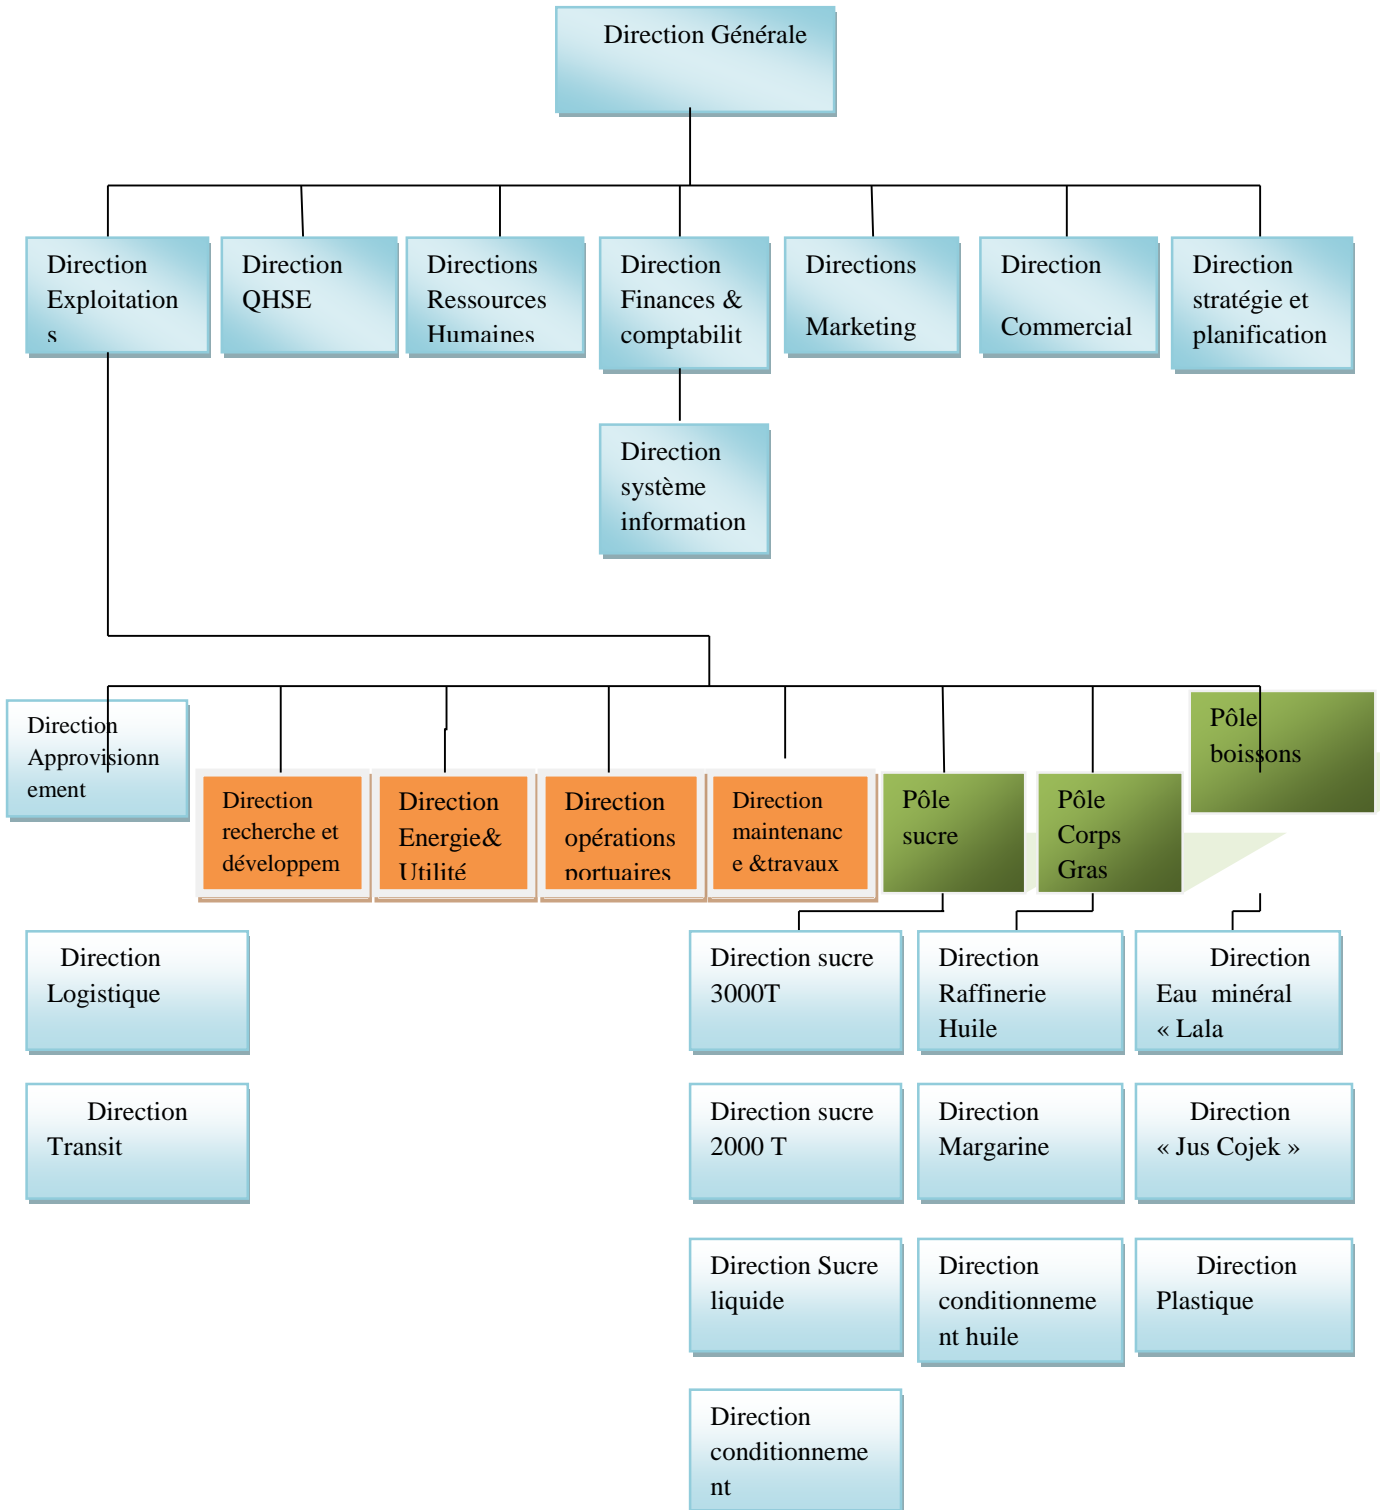 Direction Générale
Direction
Exploitation
s
Direction
QHSE
Directions
Ressources
Humaines
Direction
Finances &
comptabilit
Directions
Marketing
Direction
Commercial
Direction
stratégie et
planification
Direction
système
information
Direction
Approvisionn
ement
Direction
recherche et
développem
Direction
Energie&
Utilité
Direction
opérations
portuaires
Direction
maintenanc
e &travaux
Pôle
sucre
Pôle
Corps
Gras
Pôle
boissons
Direction
Logistique
Direction sucre
3000T
Direction
Raffinerie
Huile
Direction
Eau minéral
« Lala
Direction
Transit
Direction sucre
2000 T
Direction
Margarine
Direction
« Jus Cojek »
Direction Sucre
liquide
Direction
conditionneme
nt huile
Direction
Plastique
Direction
conditionneme
nt